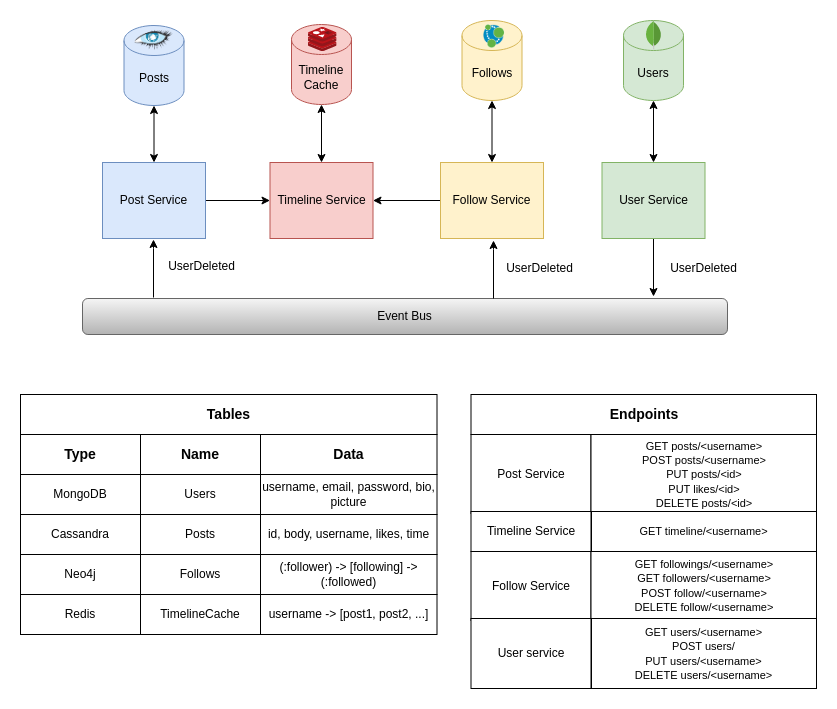 Posts
Timeline
Cache
Follows
Users
Post Service
Timeline Service
Follow Service
User Service
UserDeleted
UserDeleted
UserDeleted
Event Bus
Tables
Type
Name
Data
MongoDB
Users
username, email, password, bio,
picture
Cassandra
Posts
id, body, username, likes, time
Neo4j
Follows
(:follower) -> [following] ->
(:followed)
Redis
TimelineCache
username -> [post1, post2, ...]
Endpoints
Post Service
GET posts/<username>
POST posts/<username>
PUT posts/<id>
PUT likes/<id>
DELETE posts/<id>
Timeline Service
GET timeline/<username>
Follow Service
GET followings/<username>
GET followers/<username>
POST follow/<username>
DELETE follow/<username>
User service
GET users/<username>
POST users/
PUT users/<username>
DELETE users/<username>